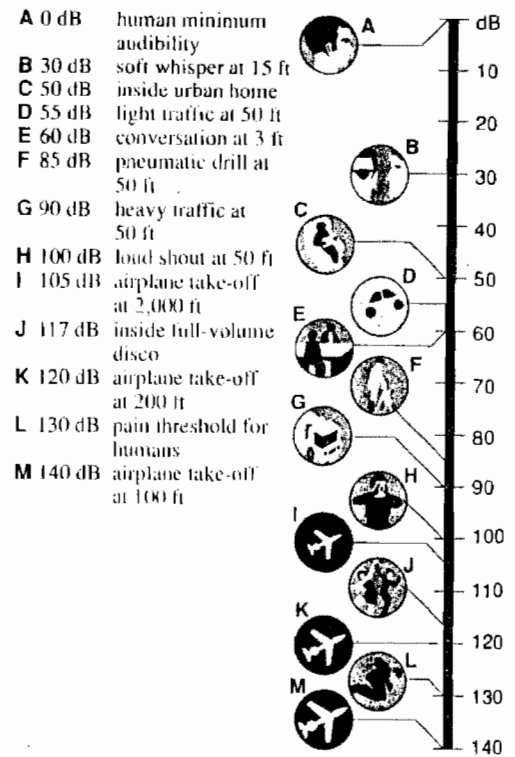 A 0 dB human minimum
audibility
B 30 dB soft whisper at 15 ft
C 50 dB inside urban home
D 55 dB light traffic at 50 ft
E 60 dB conversation at 3 ft
F 85 dB pneumatic drill at
50 ft
G 90 dB heavy traffic at
50 ft
H 100 dB loud shout at 50 ft
I 105 dB airplane take-off
at 2,000 ft
J 117 dB inside full-volume
disco
K 120 dB airplane take-off
at 200 ft
L 130 dB pain threshold for
humans
M 140 dB airplane take-off
at 100 ft
A
B
C
D
E
F
G
H
I
J
K
L
M
dB
10
20
30
40
50
60
70
80
90
100
110
120
130
140